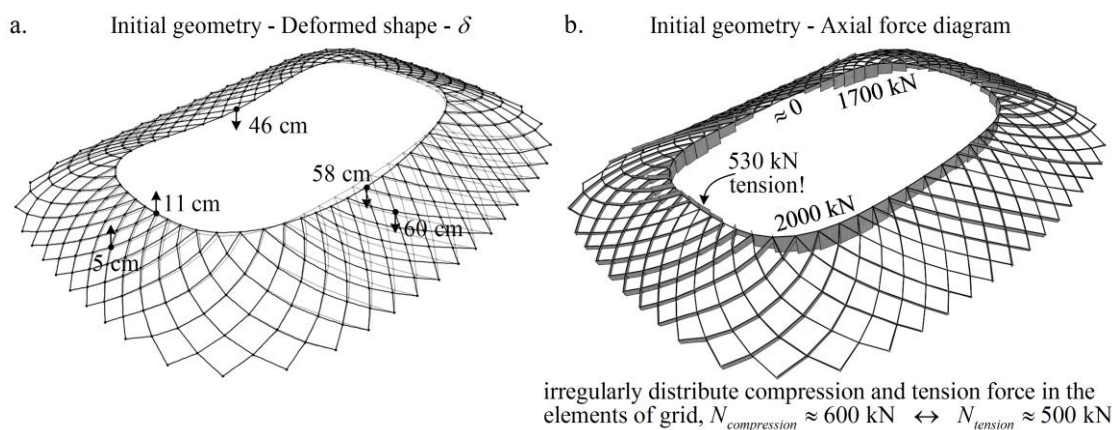 a. Initial geometry - Deformed shape - δ
46 cm
58 cm
11 cm
60 cm
5 cm
b. Initial geometry - Axial force diagram
≈ 0
1700 kN
530 kN
tension!
2000 kN
irregularly distribute compression and tension force in the
elements of grid, N compression ≈ 600 kN ↔ N tension ≈ 500 kN